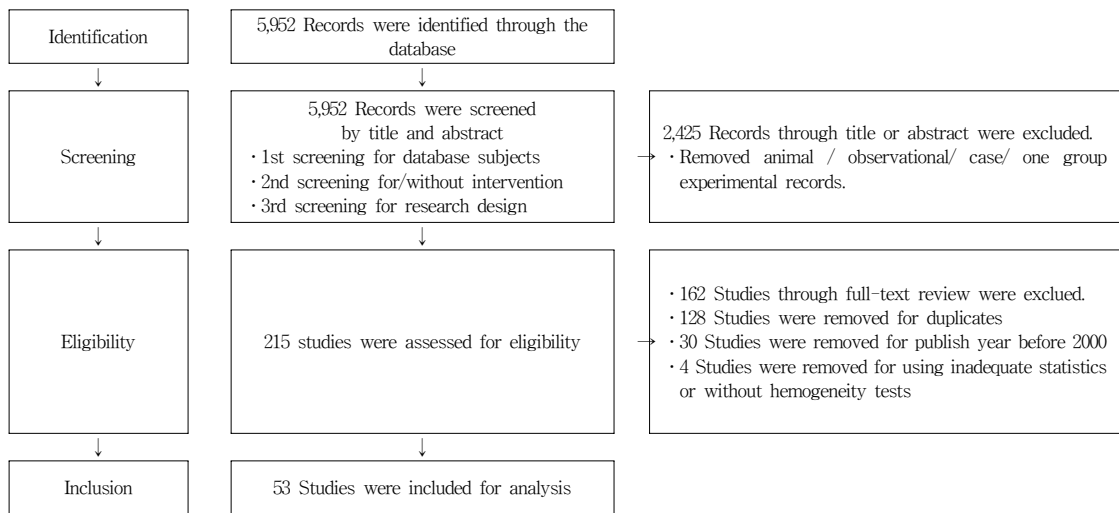 Identification
5,952 Records were identified through the
database
↓
↓
Screening
5,952 Records were screened
by title and abstract
· 1st screening for database subjects
· 2nd screening for/without intervention
· 3rd screening for research design
→
2,425 Records through title or abstract were excluded.
· Removed animal / observational/ case/ one group
experimental records.
↓
↓
Eligibility
215 studies were assessed for eligibility
→
· 162 Studies through full-text review were exclued.
· 128 Studies were removed for duplicates
· 30 Studies were removed for publish year before 2000
· 4 Studies were removed for using inadequate statistics
or without hemogeneity tests
↓
↓
Inclusion
53 Studies were included for analysis